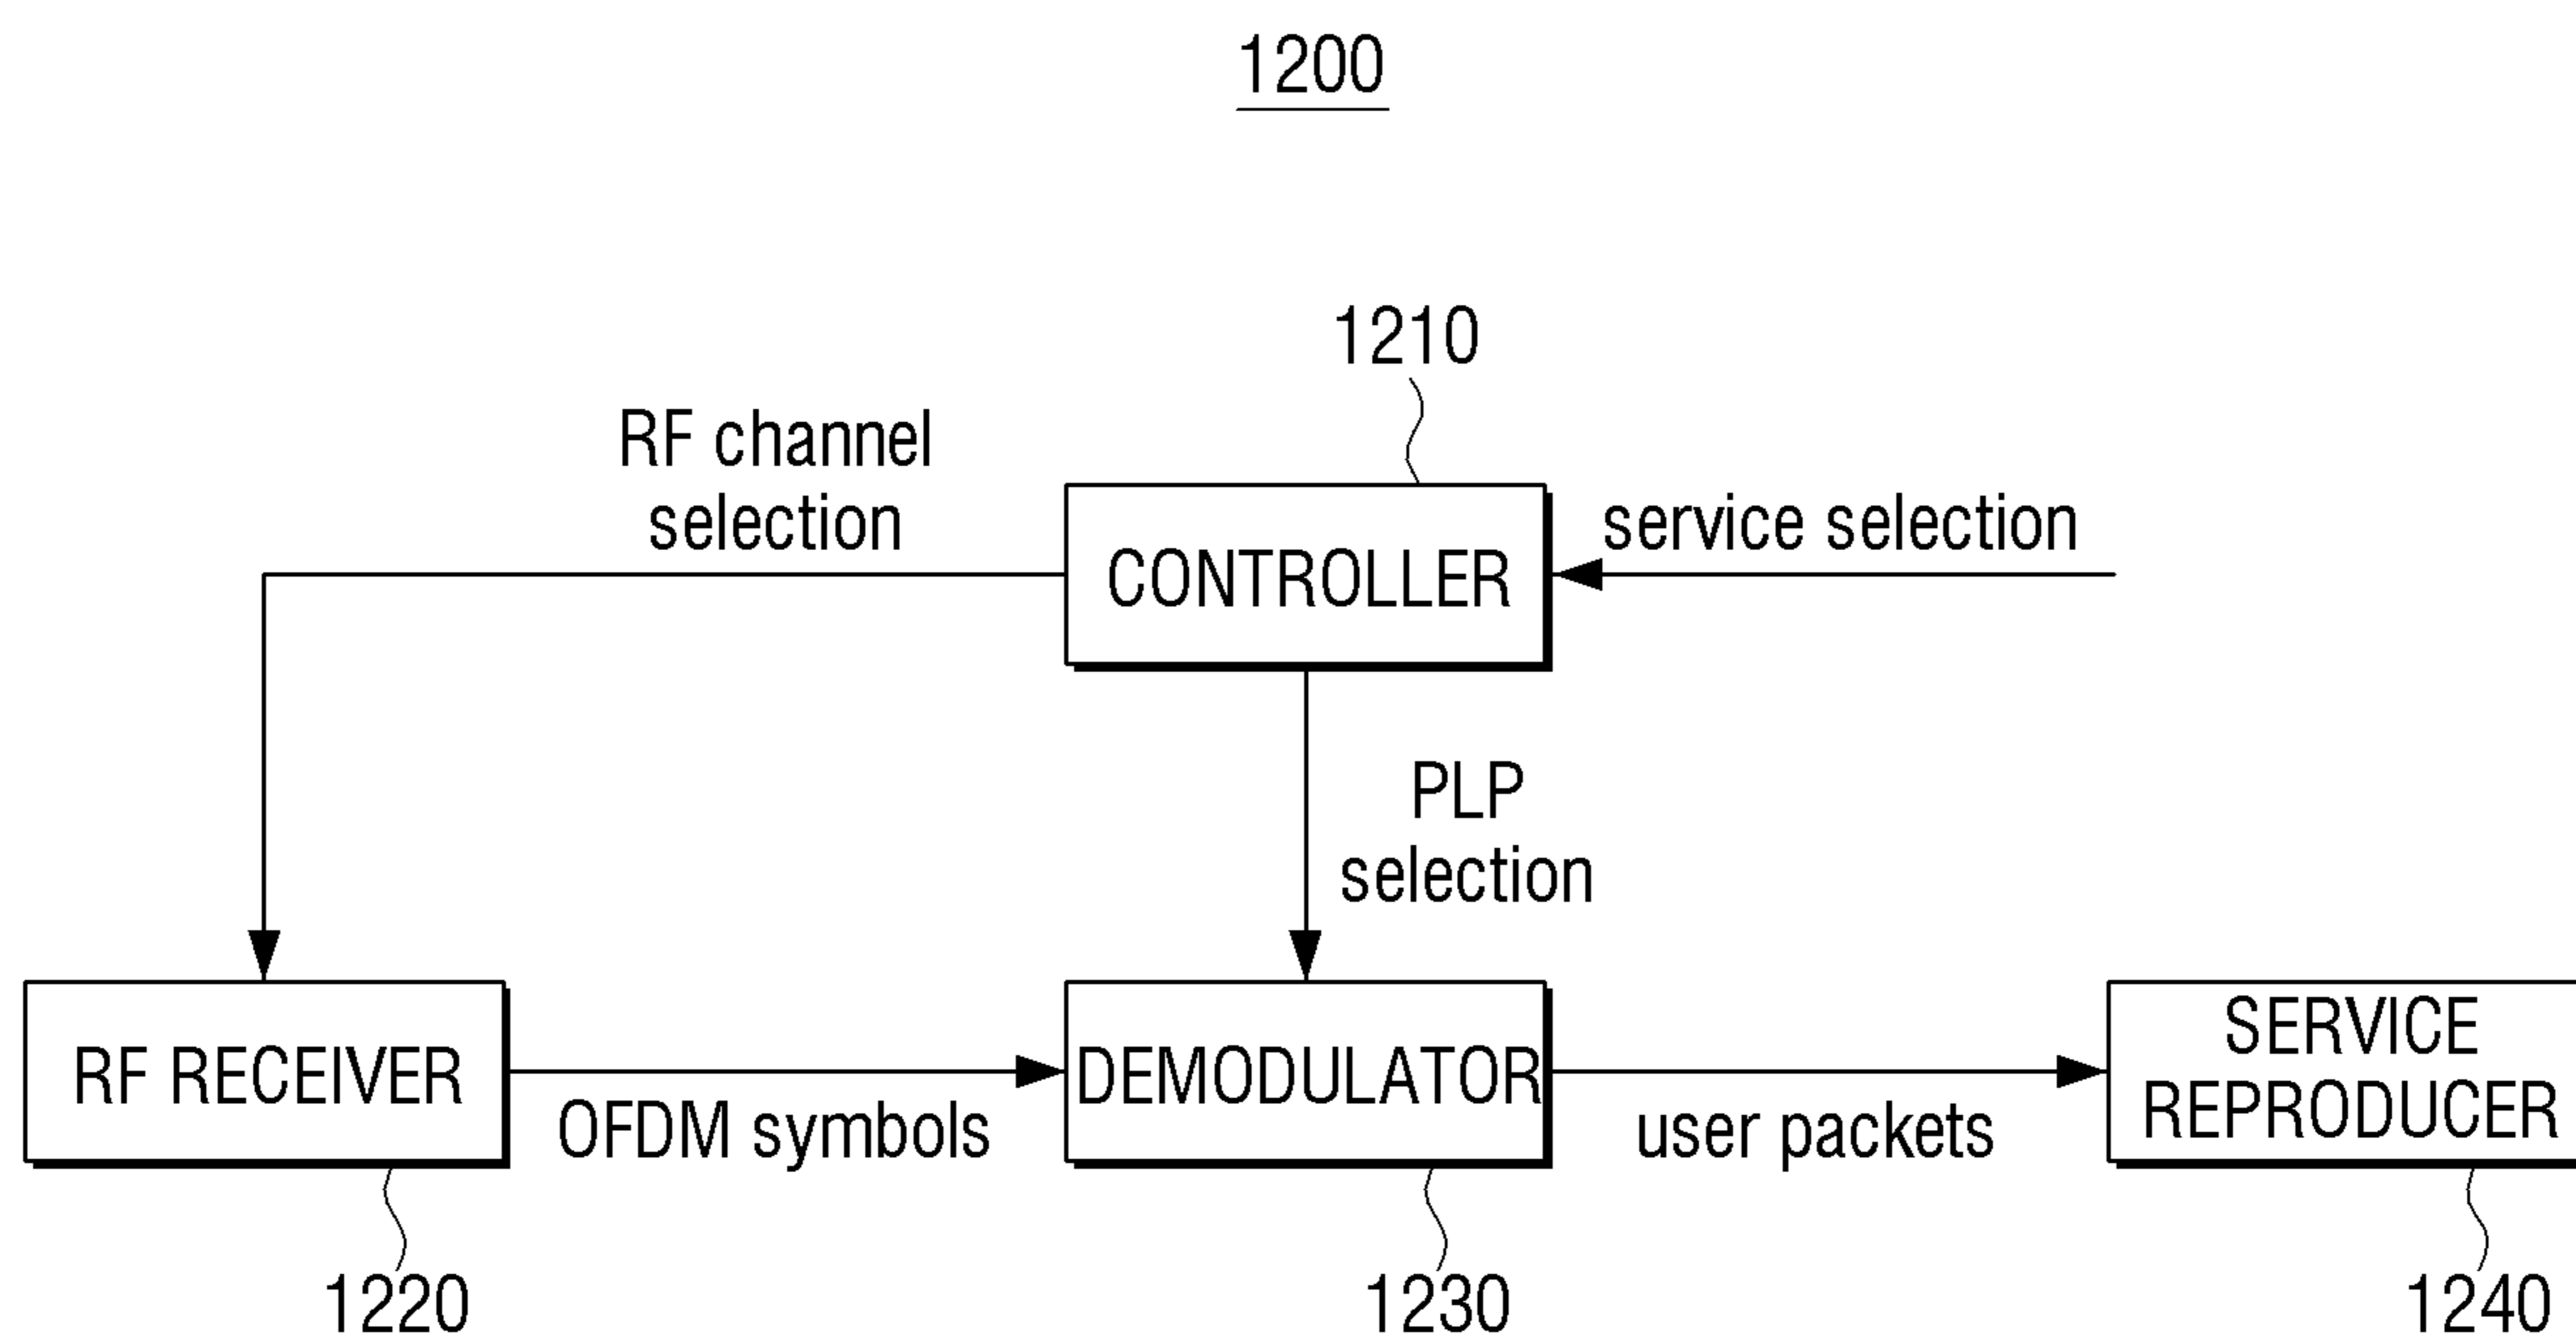 1200
1210
RF channel
selection
CONTROLLER
service selection
PLP
selection
RF RECEIVER
OFDM symbols
DEMODULATOR
user packets
SERVICE
REPRODUCER
1220
1230
1240